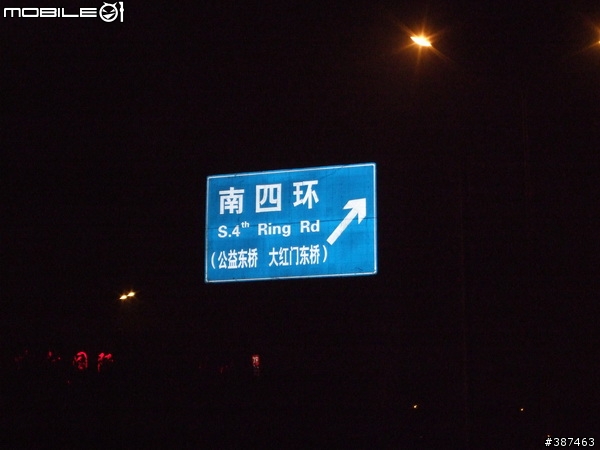 MOBILE01
南四环
S.4th Ring Rd
(公益东桥 大红门东桥)
#387463